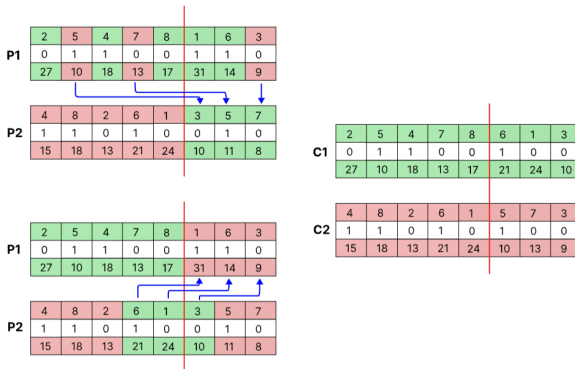 2 5 4 7 8 1 6 3
P1 0 1 1 0 0 1 1 0
27 10 18 13 17 31 14 9
4 8 2 6 1 3 5 7
P2 1 1 0 1 0 0 1 0
15 18 13 21 24 10 11 8
2 5 4 7 8 6 1 3
C1 0 1 1 0 0 1 0 0
27 10 18 13 17 21 24 10
4 8 2 6 1 5 7 3
C2 1 1 0 1 0 1 0 0
15 18 13 21 24 10 13 9
2 5 4 7 8 1 6 3
P1 0 1 1 0 0 1 1 0
27 10 18 13 17 31 14 9
4 8 2 6 1 3 5 7
P2 1 1 0 1 0 0 1 0
15 18 13 21 24 10 11 8